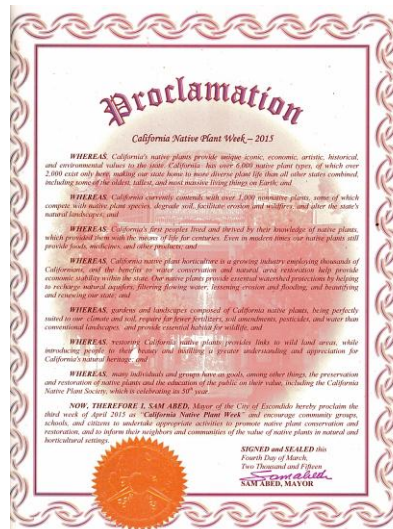 Proclamation
California Native Plant Week – 2015
WHEREAS, California's native plants provide unique iconic, economic, artistic, historical,
and environmental values to the state. California has over 6,000 native plant types, of which over
2,000 exist only here, making our state home to more diverse plant life than all other states combined,
including some of the oldest, tallest, and most massive living things on Earth; and
WHEREAS, California currently contends with over 1,000 nonnative plants, some of which
compete with native plant species, degrade soil, facilitate erosion and wildfires, and alter the state's
natural landscapes; and
WHEREAS, California's first peoples lived and thrived by their knowledge of native plants,
which provided them with the means of life for centuries. Even in modern times our native plants still
provide foods, medicines, and other products; and
WHEREAS, California native plant horticulture is a growing industry employing thousands of
Californians, and the benefits to water conservation and natural area restoration help provide
economic stability within the state. Our native plants provide essential watershed protections by helping
to recharge natural aquifers, filtering flowing water, lessening erosion and flooding, and beautifying
and renewing our state; and
WHEREAS, gardens and landscapes composed of California native plants, being perfectly
suited to our climate and soil, require far fewer fertilizers, soil amendments, pesticides, and water than
conventional landscapes, and provide essential habitat for wildlife; and
WHEREAS, restoring California native plants provides links to wild land areas, while
introducing people to their beauty and instilling a greater understanding and appreciation for
California's natural heritage; and
WHEREAS, many individuals and groups have as goals, among other things, the preservation
and restoration of native plants and the education of the public on their value, including the California
Native Plant Society, which is celebrating its 50th year.
NOW, THEREFORE I, SAM ABED, Mayor of the City of Escondido hereby proclaim the
third week of April 2015 as "California Native Plant Week" and encourage community groups,
schools, and citizens to undertake appropriate activities to promote native plant conservation and
restoration, and to inform their neighbors and communities of the value of native plants in natural and
horticultural settings.
SIGNED and SEALED this
Fourth Day of March,
Two Thousand and Fifteen
Sam Abed
SAM ABED, MAYOR